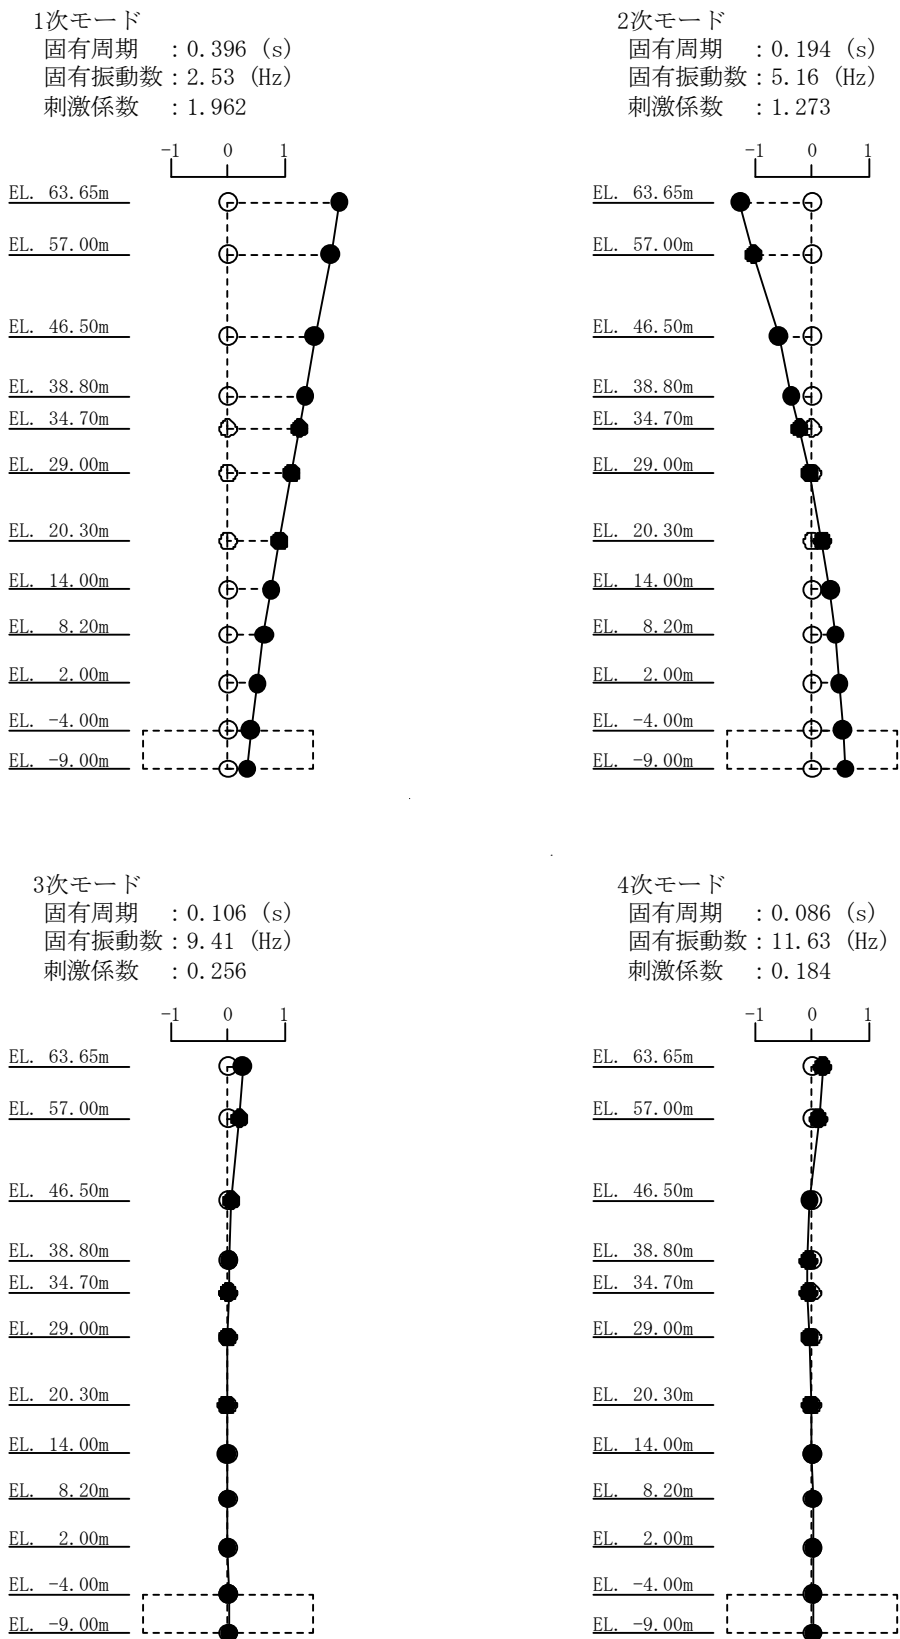 1次モード
固有周期 :0.396 (s)
固有振動数:2.53 (Hz)
刺激係数 :1.962
-1 0 1
EL. 63.65m
EL. 57.00m
EL. 46.50m
EL. 38.80m
EL. 34.70m
EL. 29.00m
EL. 20.30m
EL. 14.00m
EL. 8.20m
EL. 2.00m
EL. -4.00m
EL. -9.00m
2次モード
固有周期 :0.194 (s)
固有振動数:5.16 (Hz)
刺激係数 :1.273
-1 0 1
EL. 63.65m
EL. 57.00m
EL. 46.50m
EL. 38.80m
EL. 34.70m
EL. 29.00m
EL. 20.30m
EL. 14.00m
EL. 8.20m
EL. 2.00m
EL. -4.00m
EL. -9.00m
3次モード
固有周期 :0.106 (s)
固有振動数:9.41 (Hz)
刺激係数 :0.256
-1 0 1
EL. 63.65m
EL. 57.00m
EL. 46.50m
EL. 38.80m
EL. 34.70m
EL. 29.00m
EL. 20.30m
EL. 14.00m
EL. 8.20m
EL. 2.00m
EL. -4.00m
EL. -9.00m
4次モード
固有周期 :0.086 (s)
固有振動数:11.63 (Hz)
刺激係数 :0.184
-1 0 1
EL. 63.65m
EL. 57.00m
EL. 46.50m
EL. 38.80m
EL. 34.70m
EL. 29.00m
EL. 20.30m
EL. 14.00m
EL. 8.20m
EL. 2.00m
EL. -4.00m
EL. -9.00m